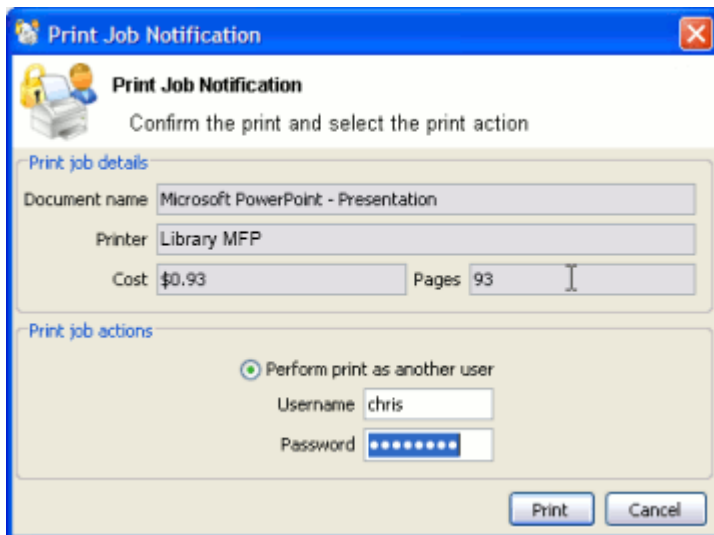 Print Job Notification
Print Job Notification
Confirm the print and select the print action
Print job details
Document name Microsoft PowerPoint - Presentation
Printer Library MFP
Cost $0.93 Pages 93
Print job actions
Perform print as another user
Username chris
Password ●●●●●●●●
Print Cancel